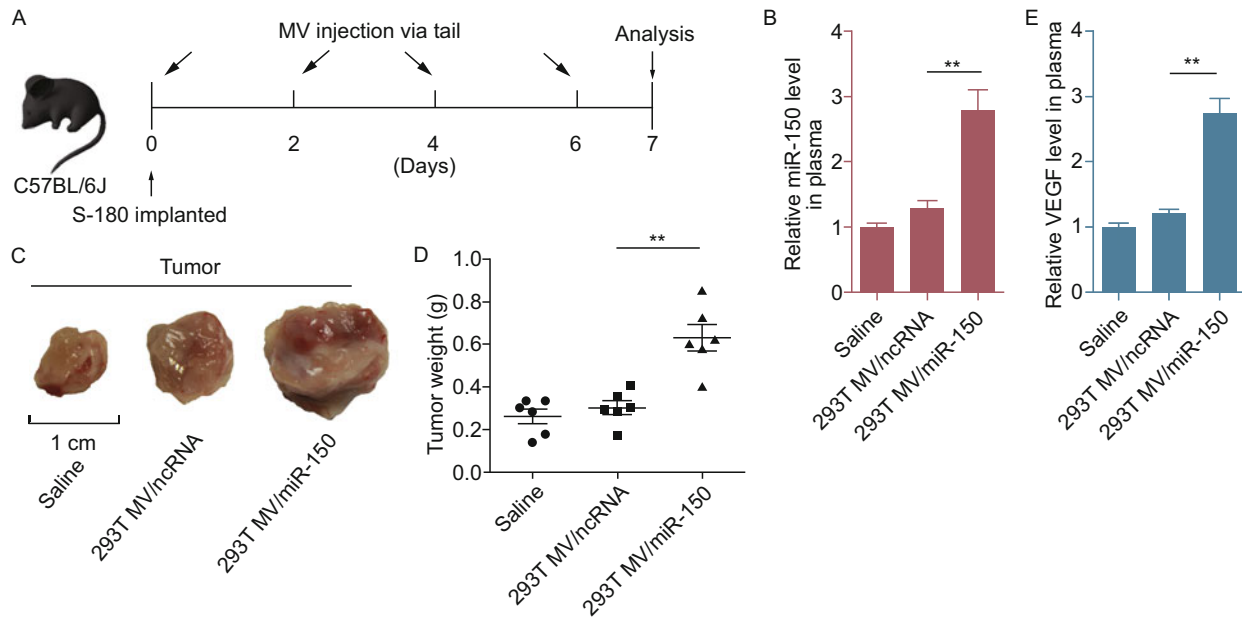 A
MV injection via tail
Analysis
0
2
4
6
7
(Days)
C57BL/6J
S-180 implanted
B
Relative miR-150 level
in plasma
4
3
2
1
0
**
Saline
293T MV/ncRNA
293T MV/miR-150
E
Relative VEGF level in plasma
4
3
2
1
0
**
Saline
293T MV/ncRNA
293T MV/miR-150
C
Tumor
1 cm
Saline
293T MV/ncRNA
293T MV/miR-150
D
Tumor weight (g)
1.0
0.8
0.6
0.4
0.2
0.0
**
Saline
293T MV/ncRNA
293T MV/miR-150